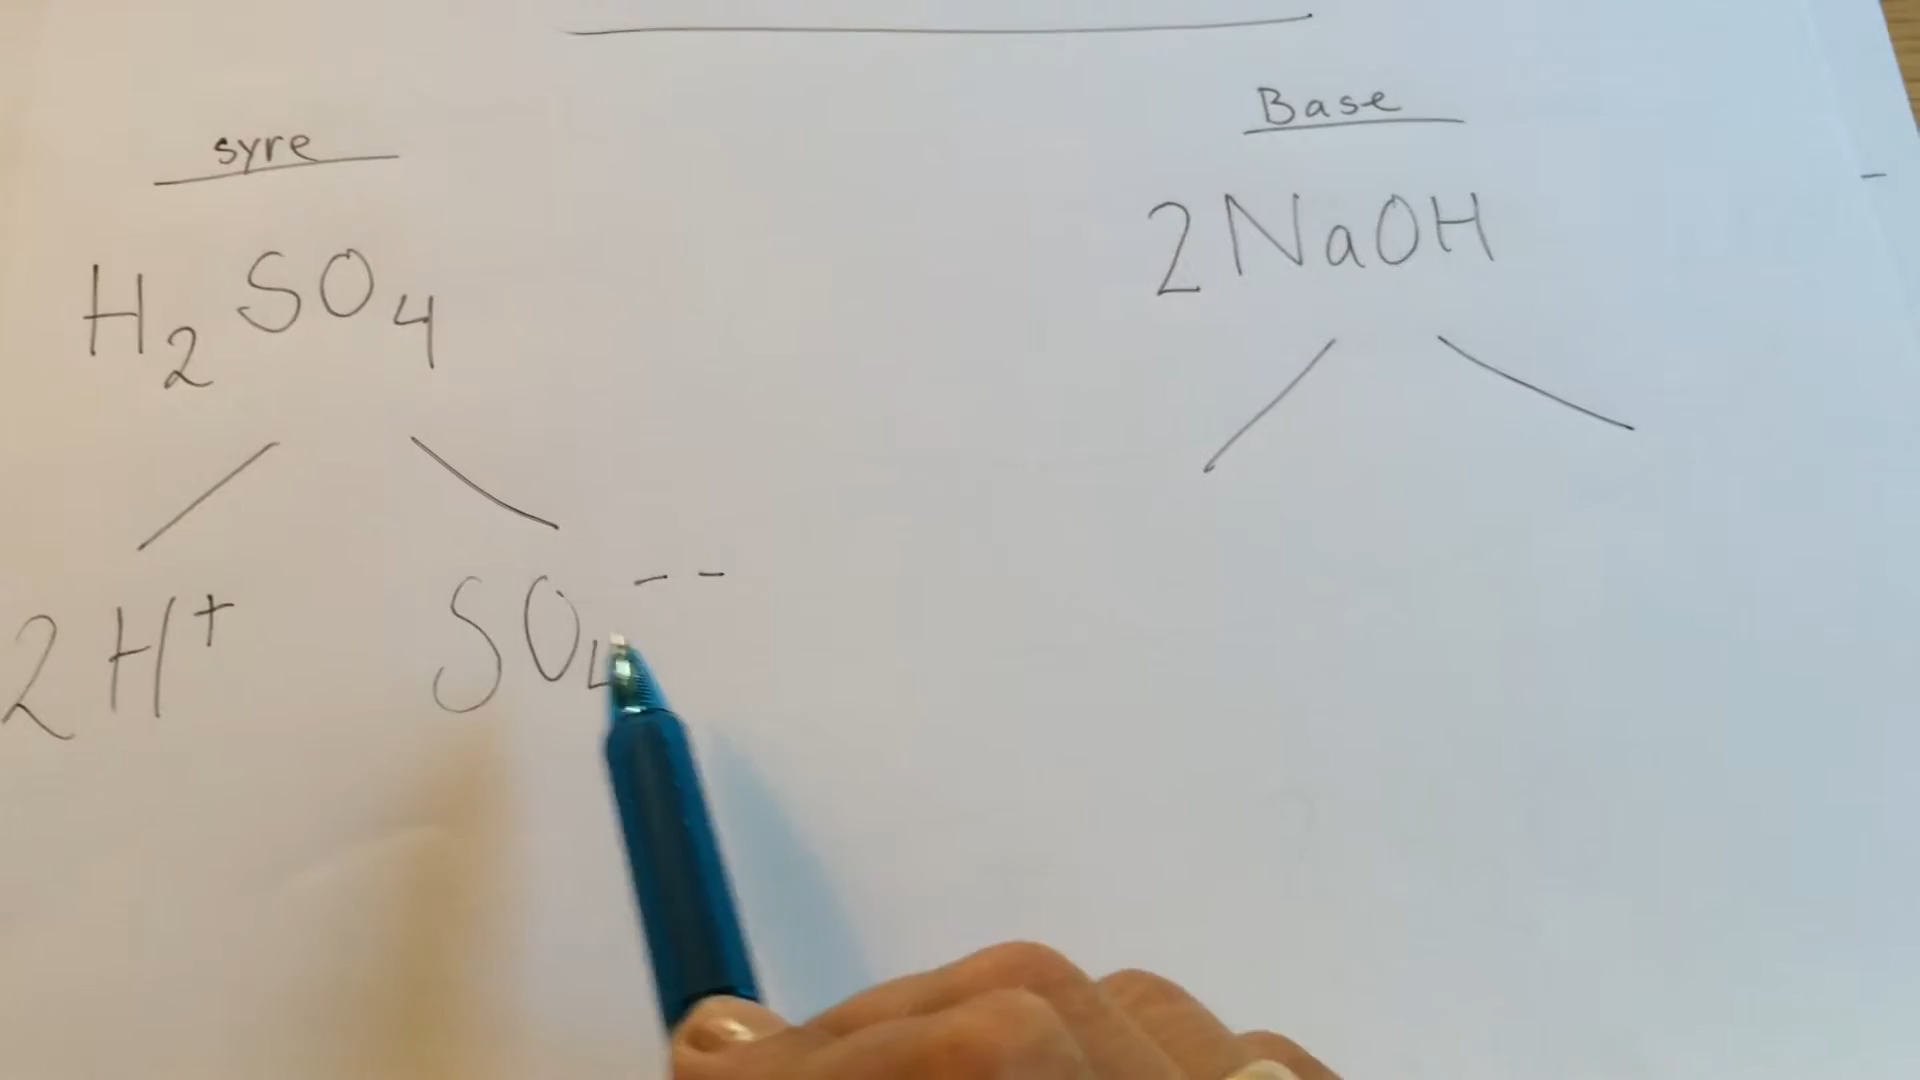 syre
H₂SO₄
2H⁺ SO₄⁻⁻
Base
2NaOH